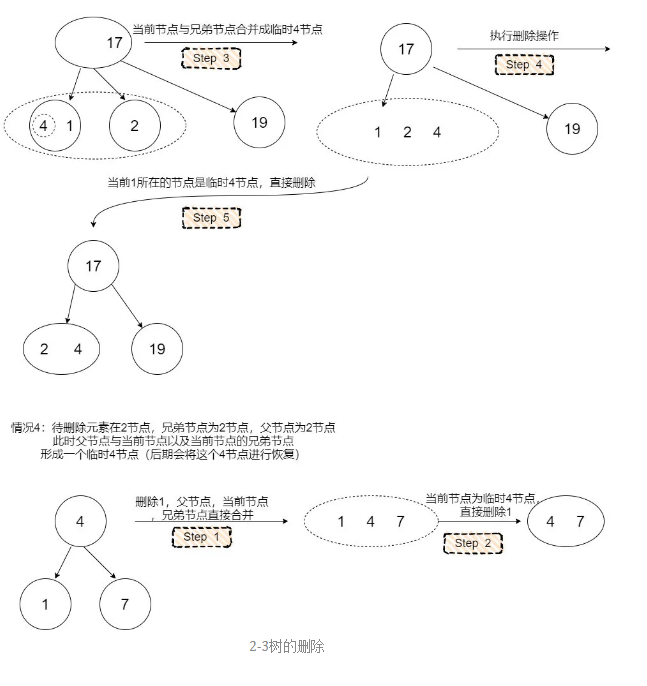 当前节点与兄弟节点合并成临时4节点
Step 3
17
4 1
2
19
执行删除操作
Step 4
17
1 2 4
19
当前1所在的节点是临时4节点，直接删除
Step 5
17
2 4
19
情况4：待删除元素在2节点，兄弟节点为2节点，父节点为2节点
此时父节点与当前节点以及当前节点的兄弟节点
形成一个临时4节点（后期会将这个4节点进行恢复）
4
1
7
删除1，父节点，当前节点
，兄弟节点直接合并
Step 1
1 4 7
当前节点为临时4节点，
直接删除1
Step 2
4 7
2-3树的删除